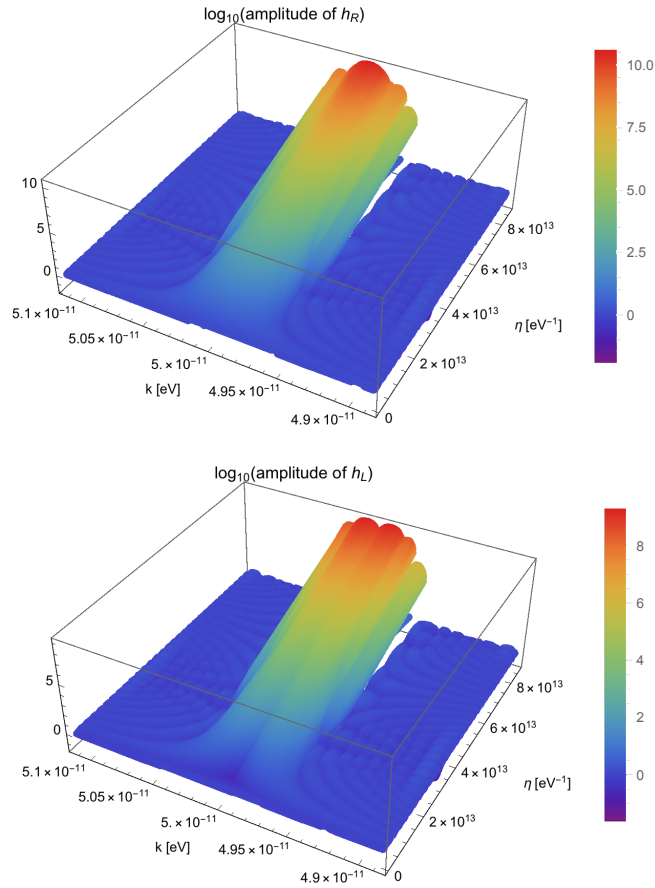 log₁₀(amplitude of h_R)
10
5
0
5.1 × 10⁻¹¹
5.05 × 10⁻¹¹
5. × 10⁻¹¹
4.95 × 10⁻¹¹
4.9 × 10⁻¹¹
k [eV]
0
2 × 10¹³
4 × 10¹³
6 × 10¹³
8 × 10¹³
η [eV⁻¹]
10.0
7.5
5.0
2.5
0
log₁₀(amplitude of h_L)
5
0
5.1 × 10⁻¹¹
5.05 × 10⁻¹¹
5. × 10⁻¹¹
4.95 × 10⁻¹¹
4.9 × 10⁻¹¹
k [eV]
0
2 × 10¹³
4 × 10¹³
6 × 10¹³
8 × 10¹³
η [eV⁻¹]
8
6
4
2
0